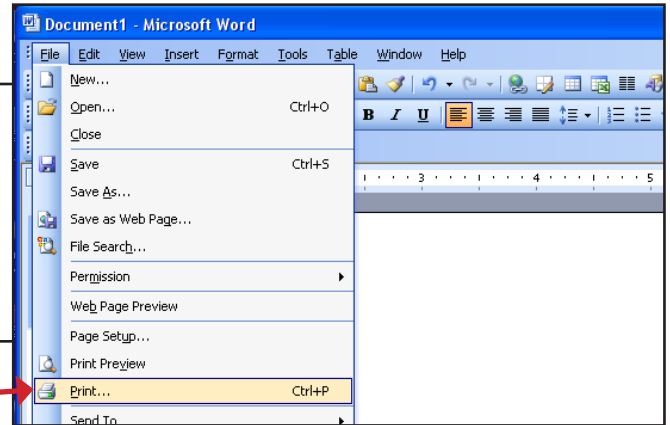 Document1 - Microsoft Word
File Edit View Insert Format Tools Table Window Help
New...
Open... Ctrl+O
B I U
Close
Save Ctrl+S
3 4 5
Save As...
Save as Web Page...
File Search...
Permission
Web Page Preview
Page Setup...
Print Preview
Print... Ctrl+P
Send To